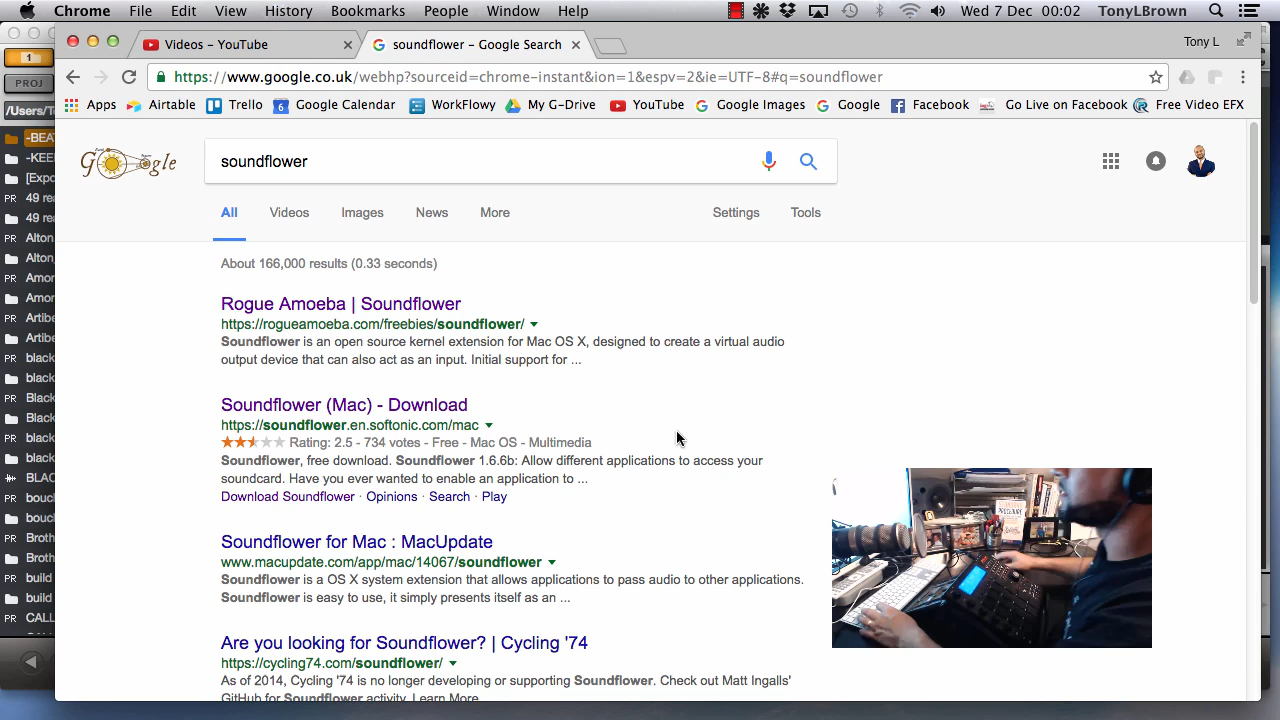 Chrome File Edit View History Bookmarks People Window Help Wed 7 Dec 00:02 TonyLBrown
Videos - YouTube
soundflower - Google Search
Tony L
https://www.google.co.uk/webhp?sourceid=chrome-instant&ion=1&espv=2&ie=UTF-8#q=soundflower
Apps Airtable Trello Google Calendar Workflowy My G-Drive YouTube Google Images Google Facebook Go Live on Facebook Free Video EFX
1
PROJ
/Users/T
-BEA
-KEE
[Expo
49 rea
49 rea
Alton
Alton
Amor
Amor
Artibe
Artibe
black
black
Black
Black
black
black
BLAC
bouc
bouc
Broth
Broth
build
build
CALL
Google
soundflower
All Videos Images News More Settings Tools
About 166,000 results (0.33 seconds)
Rogue Amoeba | Soundflower
https://rogueamoeba.com/freebies/soundflower/
Soundflower is an open source kernel extension for Mac OS X, designed to create a virtual audio
output device that can also act as an input. Initial support for ...
Soundflower (Mac) - Download
https://soundflower.en.softonic.com/mac
Rating: 2.5 - 734 votes - Free - Mac OS - Multimedia
Soundflower, free download. Soundflower 1.6.6b: Allow different applications to access your
sound card. Have you ever wanted to enable an application to ...
Download Soundflower · Opinions · Search · Play
Soundflower for Mac : MacUpdate
www.macupdate.com/app/mac/14067/soundflower
Soundflower is a OS X system extension that allows applications to pass audio to other applications.
Soundflower is easy to use, it simply presents itself as an ...
Are you looking for Soundflower? | Cycling '74
https://cycling74.com/soundflower/
As of 2014, Cycling '74 is no longer developing or supporting Soundflower. Check out Matt Ingalls'
GitHub for Soundflower activity. Learn More.